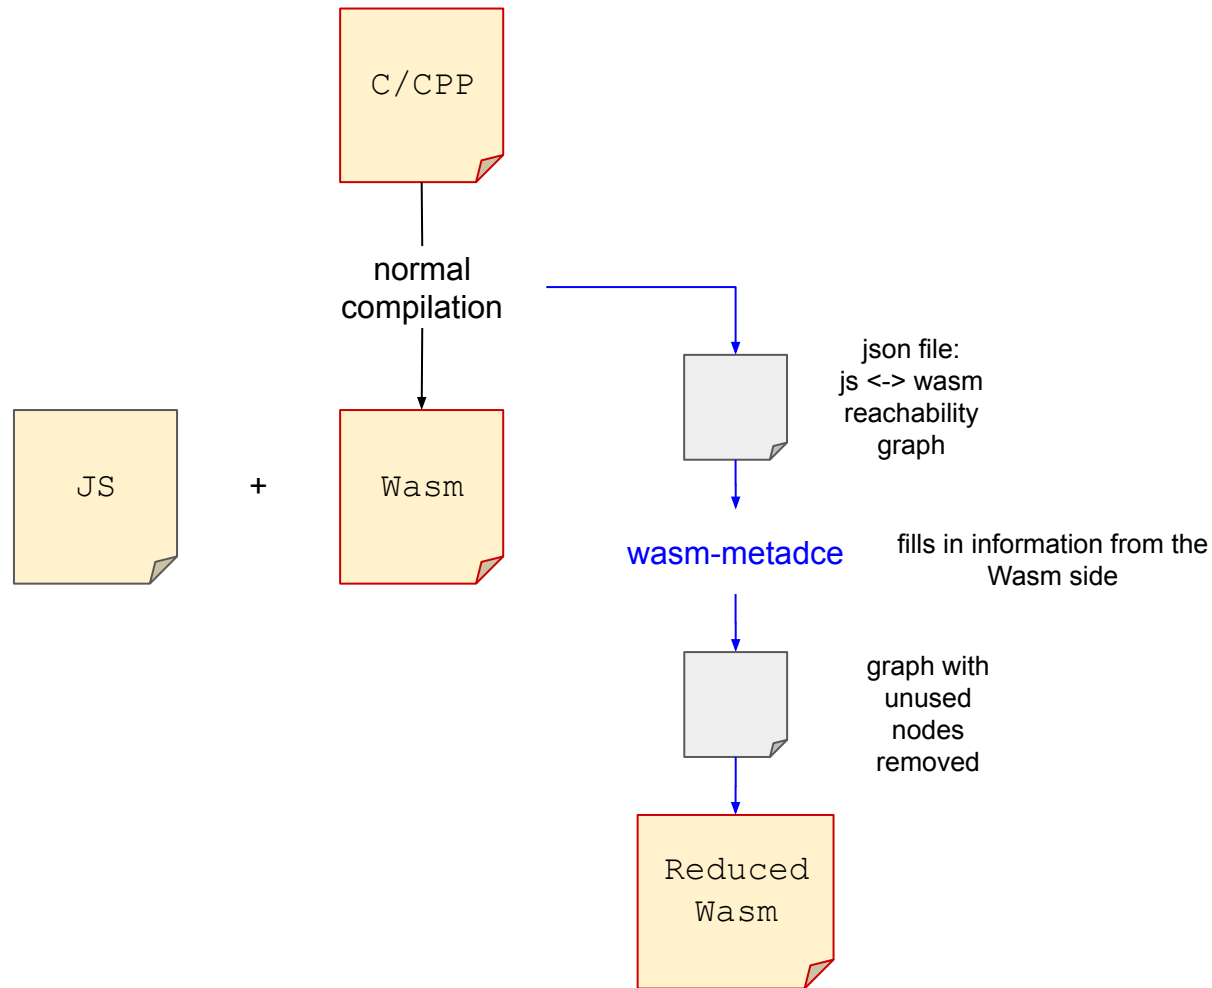 C/CPP
normal
compilation
json file:
js <-> wasm
reachability
graph
JS
+
Wasm
wasm-metadce
fills in information from the
Wasm side
graph with
unused
nodes
removed
Reduced
Wasm